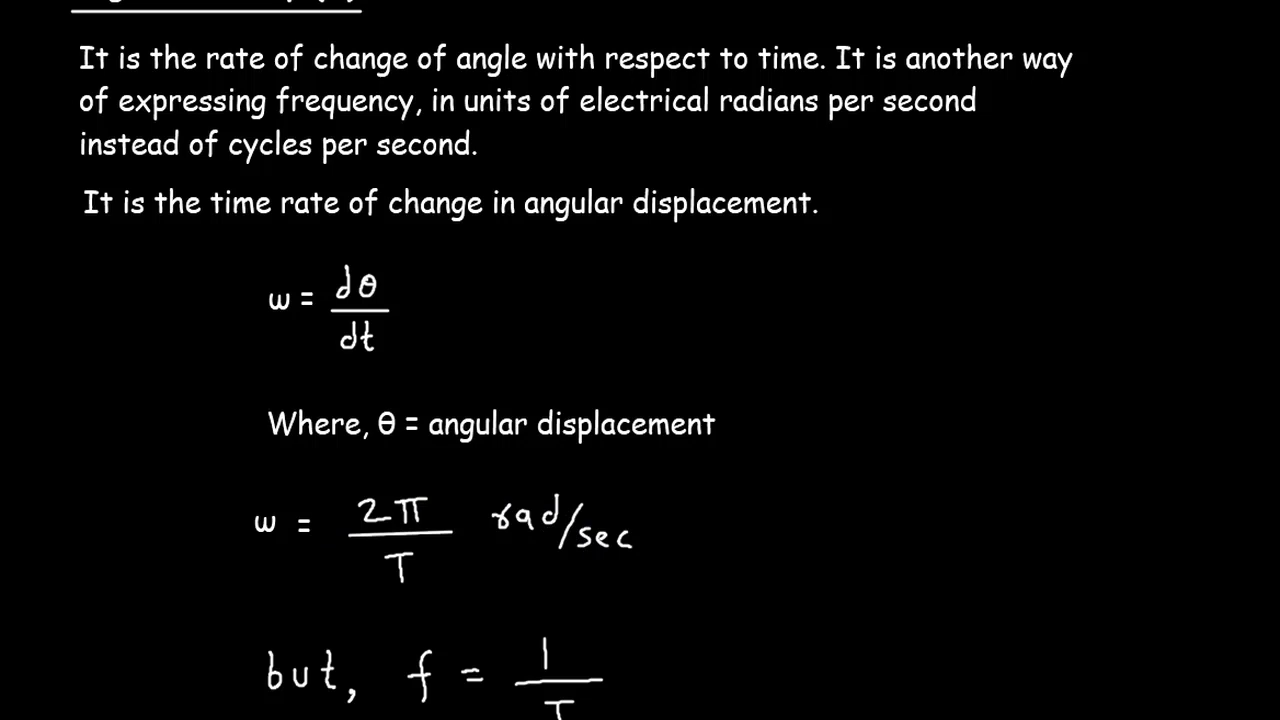 It is the rate of change of angle with respect to time. It is another way
of expressing frequency, in units of electrical radians per second
instead of cycles per second.
It is the time rate of change in angular displacement.
ω = dθ/dt
Where, θ = angular displacement
ω = 2π/T rad/sec
but, f = 1/T